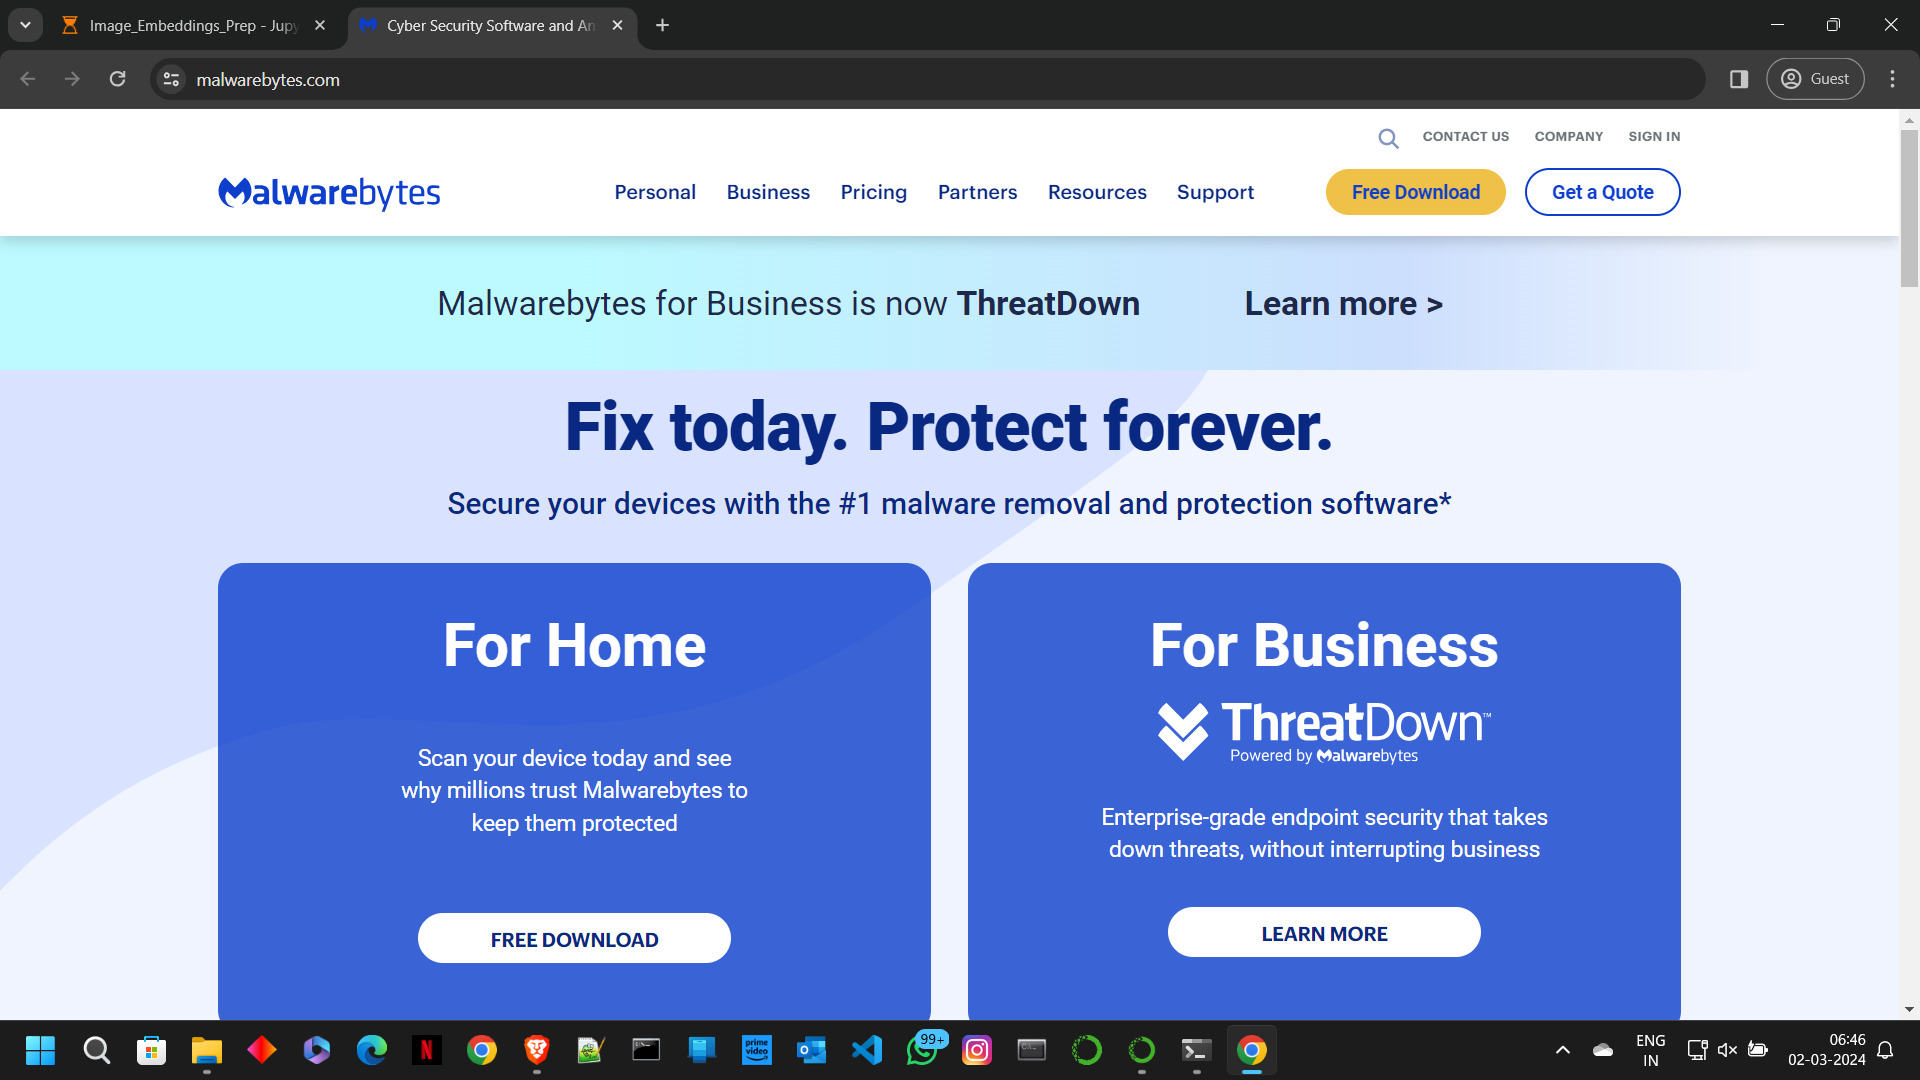 Image_Embeddings_Prep - Jupy
Cyber Security Software and An
malwarebytes.com
Guest
CONTACT US COMPANY SIGN IN
Malwarebytes
Personal Business Pricing Partners Resources Support
Free Download
Get a Quote
Malwarebytes for Business is now ThreatDown
Learn more >
Fix today. Protect forever.
Secure your devices with the #1 malware removal and protection software*
For Home
Scan your device today and see
why millions trust Malwarebytes to
keep them protected
FREE DOWNLOAD
For Business
ThreatDown™
Powered by Malwarebytes
Enterprise-grade endpoint security that takes
down threats, without interrupting business
LEARN MORE
N
prime
video
99+
ENG
IN
06:46
02-03-2024